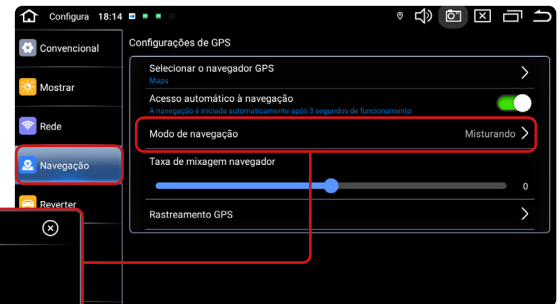 Configura 18:14
Convencional
Mostrar
Rede
Navegação
Reverter
Configurações de GPS
Selecionar o navegador GPS
Maps
Acesso automático à navegação
A navegação é iniciada automaticamente após 3 segundos de funcionamento
Modo de navegação
Misturando
Taxa de mixagem navegador
0
Rastreamento GPS